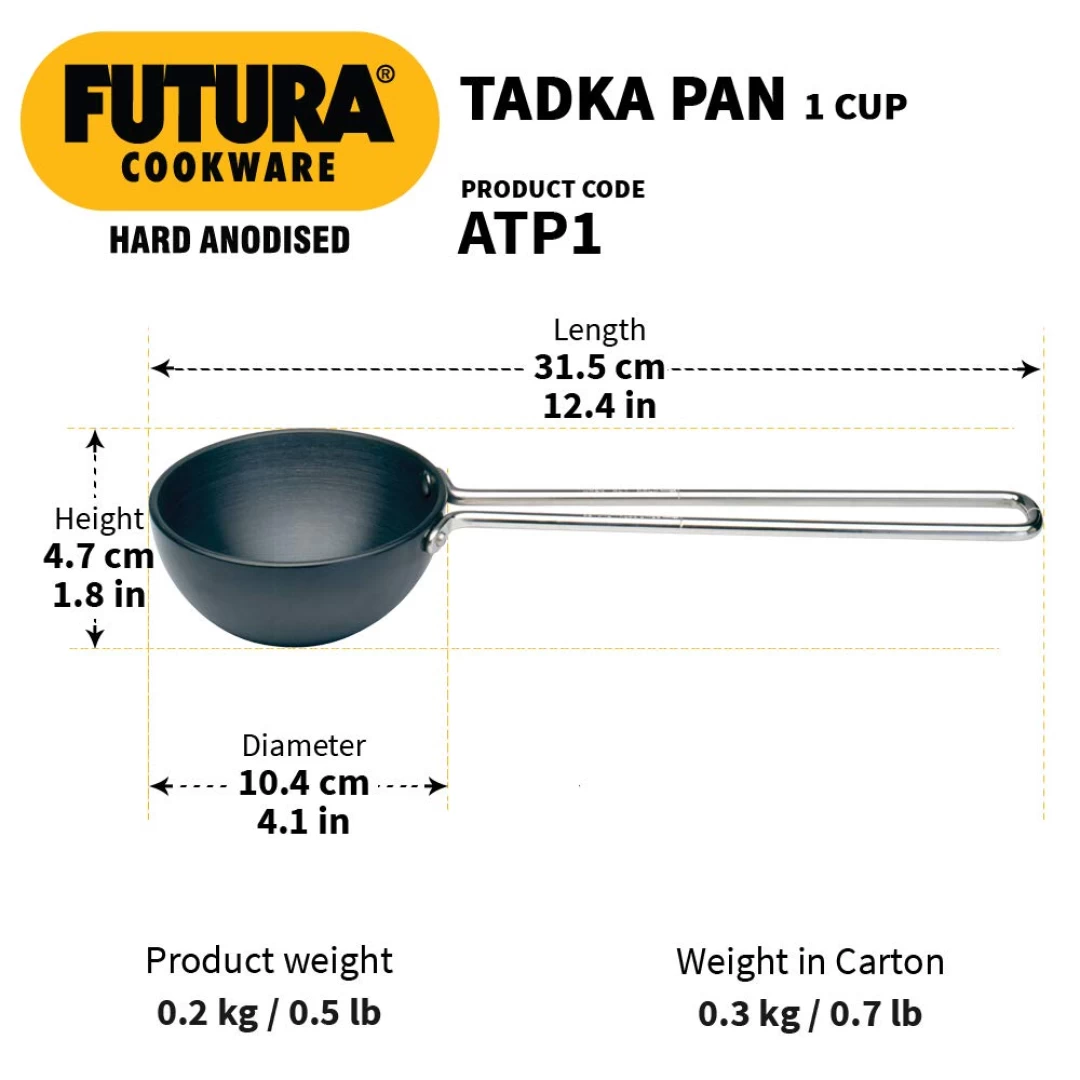 FUTURA®
COOKWARE
HARD ANODISED
TADKA PAN 1 CUP
PRODUCT CODE
ATP1
Length
31.5 cm
12.4 in
Height
4.7 cm
1.8 in
Diameter
10.4 cm
4.1 in
Product weight
0.2 kg / 0.5 lb
Weight in Carton
0.3 kg / 0.7 lb